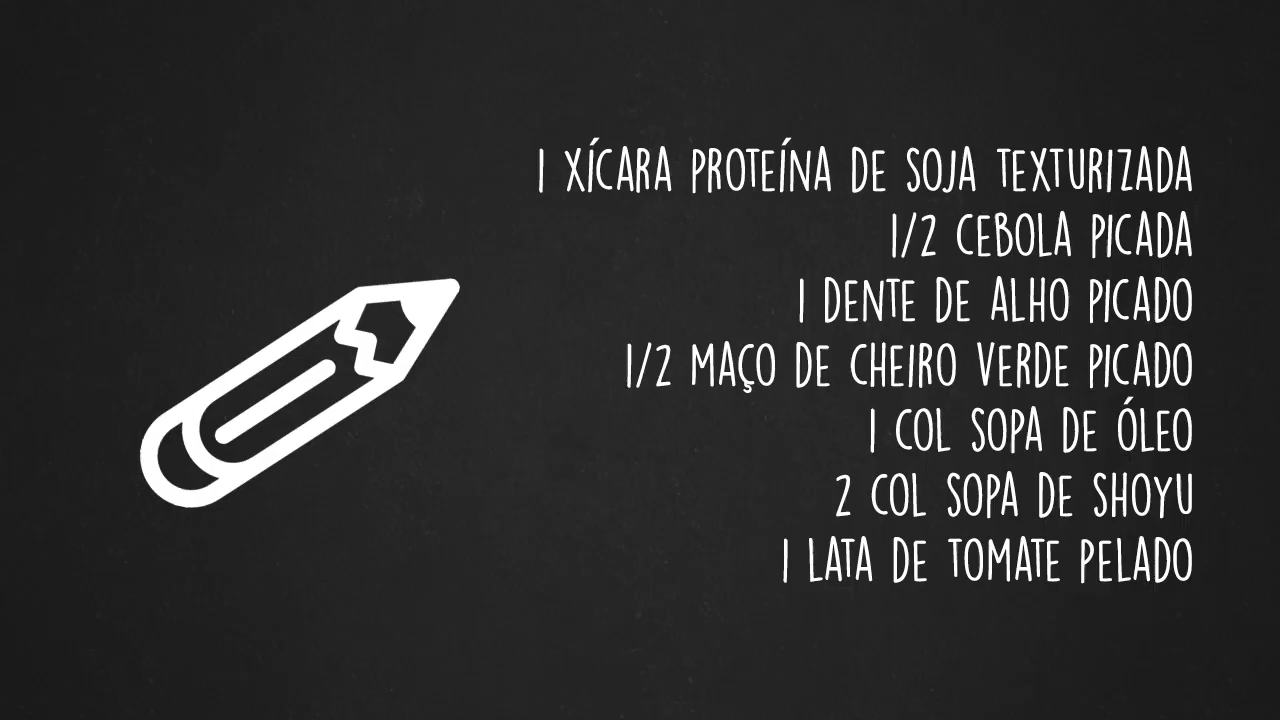 1 XÍCARA PROTEÍNA DE SOJA TEXTURIZADA
1/2 CEBOLA PICADA
1 DENTE DE ALHO PICADO
1/2 MAÇO DE CHEIRO VERDE PICADO
1 COL SOPA DE ÓLEO
2 COL SOPA DE SHOYU
1 LATA DE TOMATE PELADO